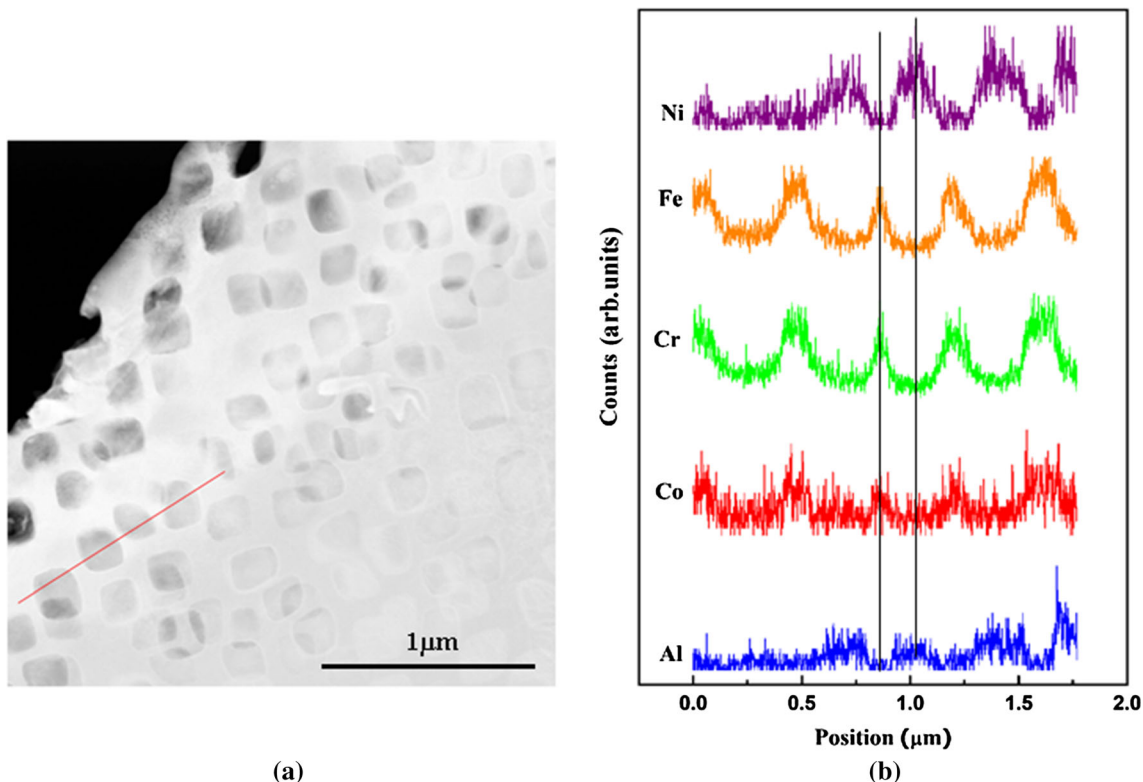 1μm
Counts (arb.units)
Ni
Fe
Cr
Co
Al
0.0 0.5 1.0 1.5 2.0
Position (μm)
(a) (b)